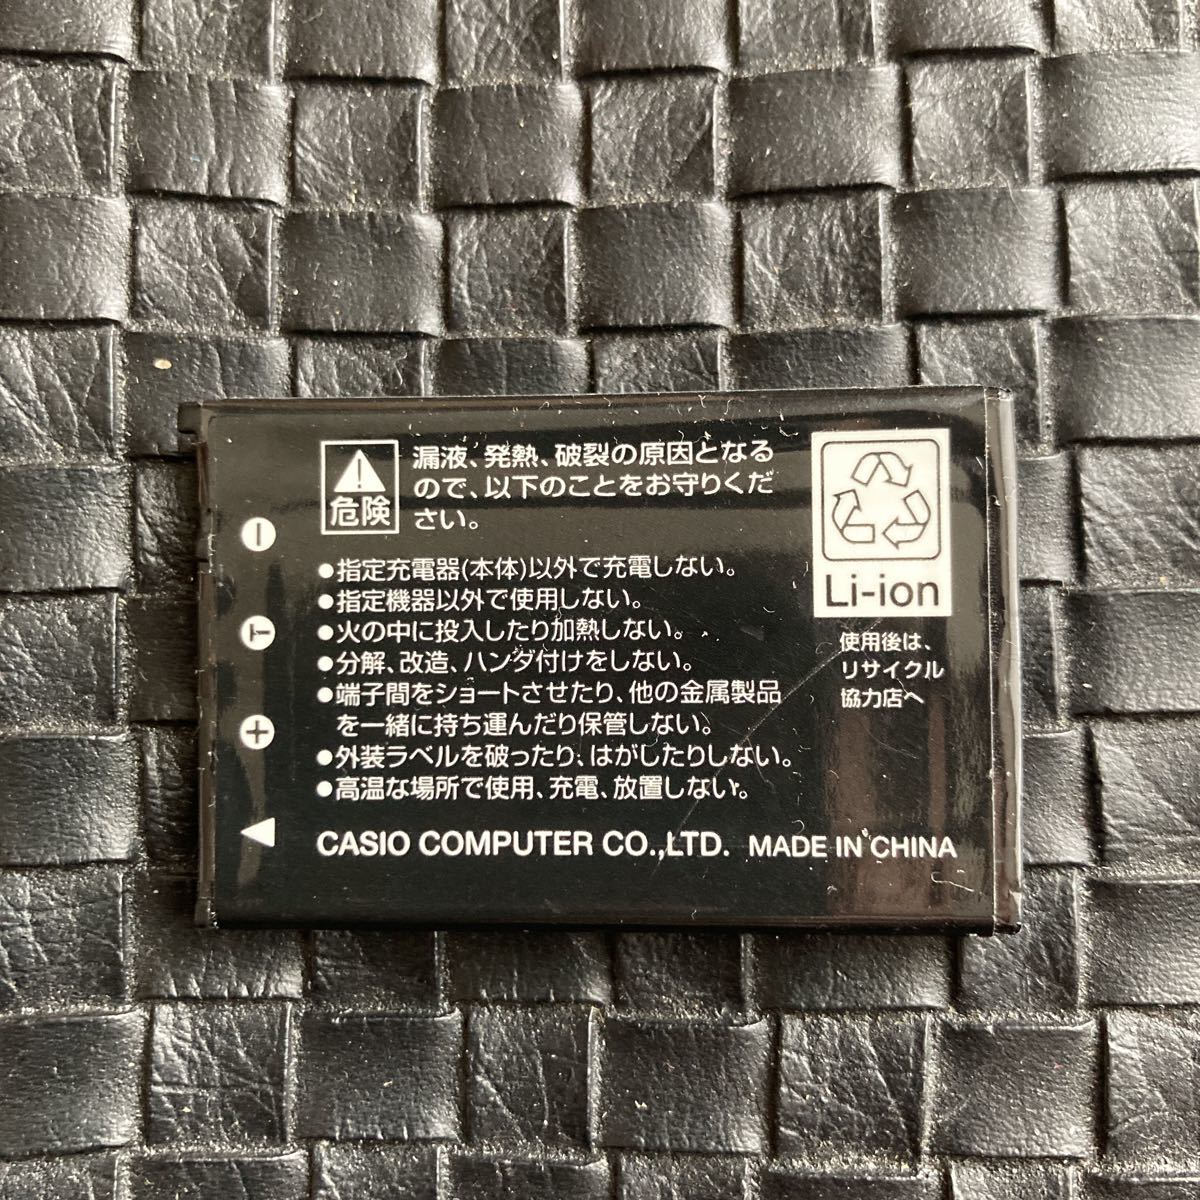 危険
漏液、発熱、破裂の原因となる
ので、以下のことをお守りくだ
さい。
●指定充電器(本体)以外で充電しない。
●指定機器以外で使用しない。
●火の中に投入したり加熱しない。
●分解、改造、ハンダ付けをしない。
●端子間をショートさせたり、他の金属製品
を一緒に持ち運んだり保管しない。
●外装ラベルを破ったり、はがしたりしない。
●高温な場所で使用、充電、放置しない。
Li-ion
使用後は、
リサイクル
協力店へ
−
T
+
CASIO COMPUTER CO.,LTD. MADE IN CHINA